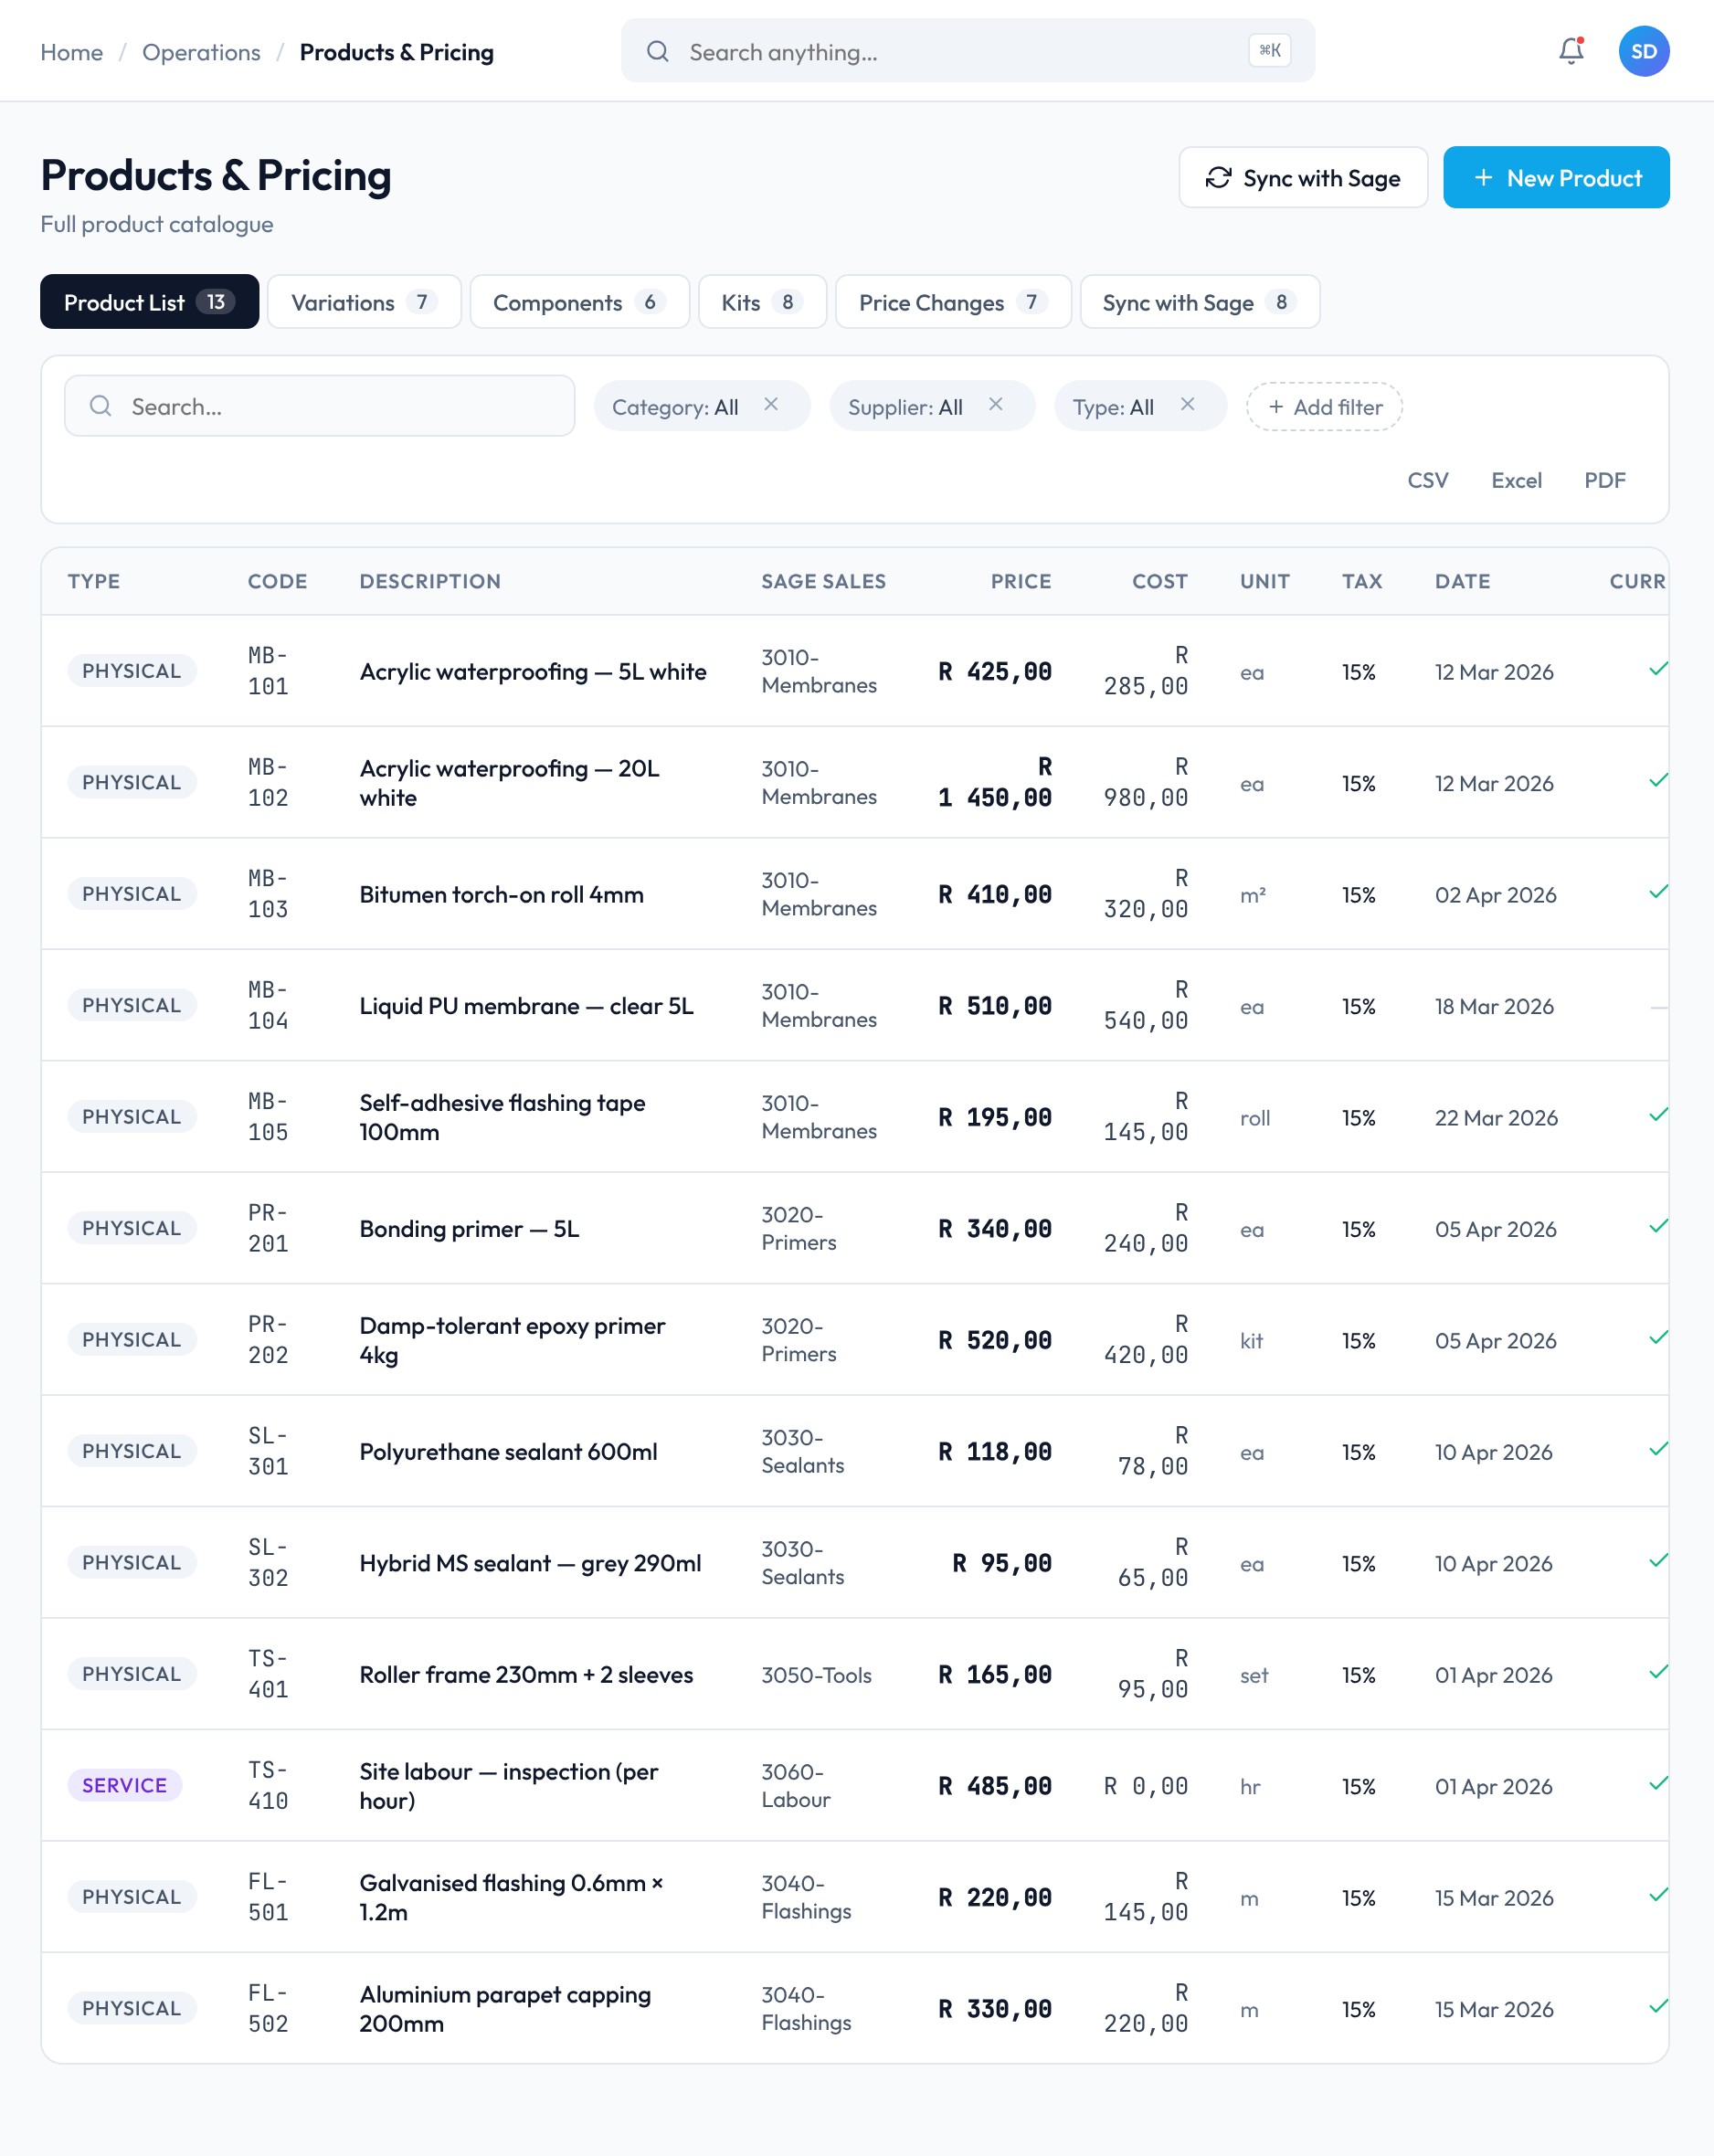 Home / Operations / Products & Pricing
Search anything...
⌘K
SD
Products & Pricing
Full product catalogue
Sync with Sage
+ New Product
Product List 13
Variations 7
Components 6
Kits 8
Price Changes 7
Sync with Sage 8
Search...
Category: All ×
Supplier: All ×
Type: All ×
+ Add filter
CSV Excel PDF
TYPE CODE DESCRIPTION SAGE SALES PRICE COST UNIT TAX DATE CURR
PHYSICAL MB-101 Acrylic waterproofing — 5L white 3010-Membranes R 425,00 R 285,00 ea 15% 12 Mar 2026 ✓
PHYSICAL MB-102 Acrylic waterproofing — 20L white 3010-Membranes R 1 450,00 R 980,00 ea 15% 12 Mar 2026 ✓
PHYSICAL MB-103 Bitumen torch-on roll 4mm 3010-Membranes R 410,00 R 320,00 m² 15% 02 Apr 2026 ✓
PHYSICAL MB-104 Liquid PU membrane — clear 5L 3010-Membranes R 510,00 R 540,00 ea 15% 18 Mar 2026 —
PHYSICAL MB-105 Self-adhesive flashing tape 100mm 3010-Membranes R 195,00 R 145,00 roll 15% 22 Mar 2026 ✓
PHYSICAL PR-201 Bonding primer — 5L 3020-Primers R 340,00 R 240,00 ea 15% 05 Apr 2026 ✓
PHYSICAL PR-202 Damp-tolerant epoxy primer 4kg 3020-Primers R 520,00 R 420,00 kit 15% 05 Apr 2026 ✓
PHYSICAL SL-301 Polyurethane sealant 600ml 3030-Sealants R 118,00 R 78,00 ea 15% 10 Apr 2026 ✓
PHYSICAL SL-302 Hybrid MS sealant — grey 290ml 3030-Sealants R 95,00 R 65,00 ea 15% 10 Apr 2026 ✓
PHYSICAL TS-401 Roller frame 230mm + 2 sleeves 3050-Tools R 165,00 R 95,00 set 15% 01 Apr 2026 ✓
SERVICE TS-410 Site labour — inspection (per hour) 3060-Labour R 485,00 R 0,00 hr 15% 01 Apr 2026 ✓
PHYSICAL FL-501 Galvanised flashing 0.6mm × 1.2m 3040-Flashings R 220,00 R 145,00 m 15% 15 Mar 2026 ✓
PHYSICAL FL-502 Aluminium parapet capping 200mm 3040-Flashings R 330,00 R 220,00 m 15% 15 Mar 2026 ✓